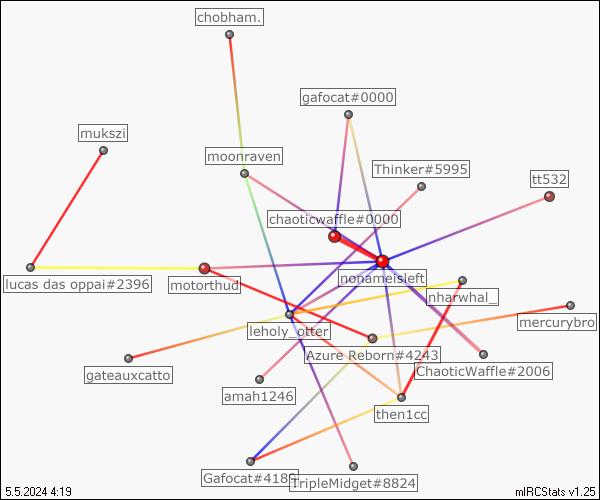 chobham.
gafocat#0000
mukszi
moonraven
Thinker#5995
tt532
chaoticwaffle#0000
lucas das oppai#2396
motorthud
nonameisleft
nharwhal_
mercurybro
leholy_otter
Azure Reborn#4243
gateauxcatto
ChaoticWaffle#2006
amah1246
then1cc
Gafocat#4189
TripleMidget#8824
5.5.2024 4:19
mIRCStats v1.25